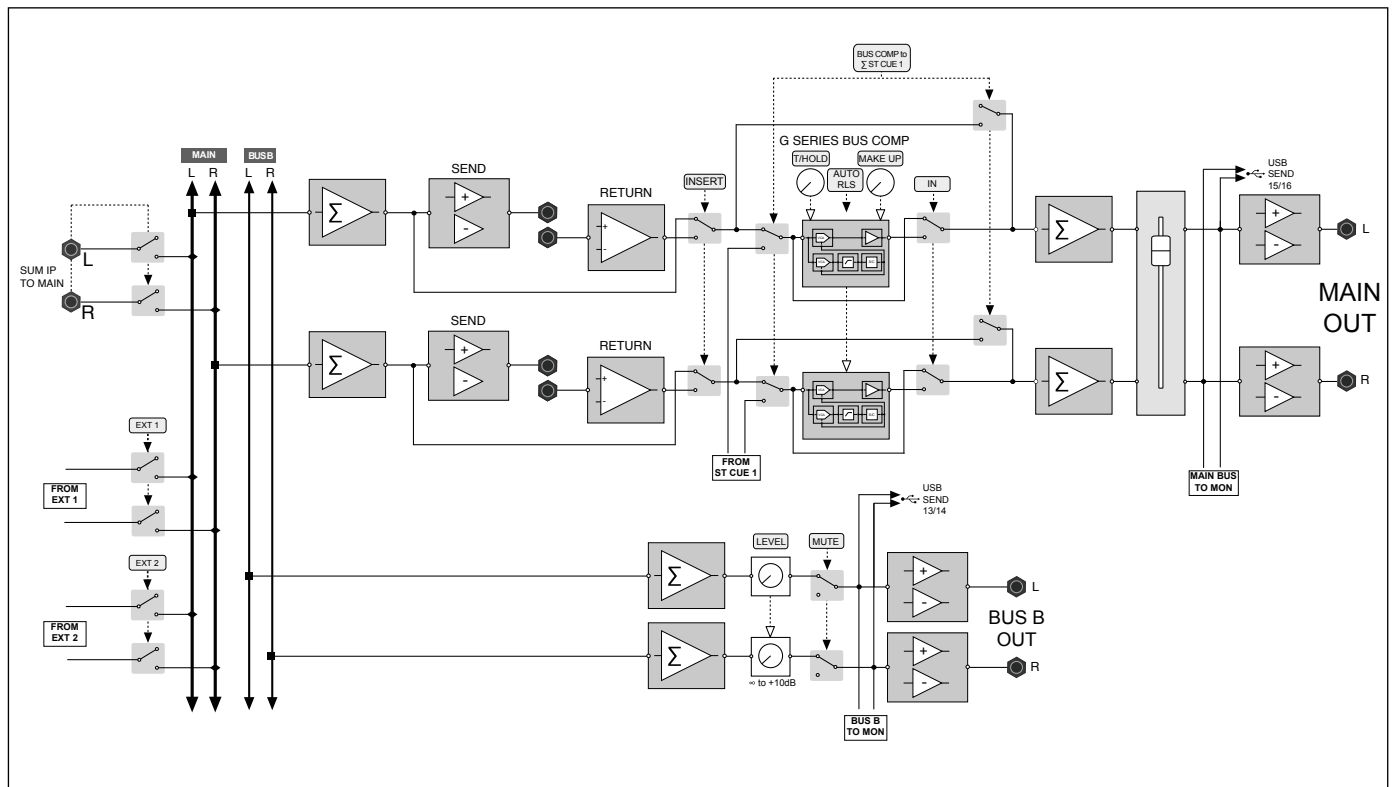 BUS COMP to
∑ ST CUE 1
G SERIES BUS COMP
T/HOLD
MAKE UP
AUTO
RLS
IN
INSERT
MAIN
BUSB
L R L R
SEND
RETURN
∑
+
-
+
-
∑
USB
SEND
15/16
+
-
L
SUM IP
TO MAIN
L
R
MAIN
OUT
SEND
RETURN
∑
+
-
+
-
∑
+
-
R
FROM
ST CUE 1
MAIN BUS
TO MON
EXT 1
FROM
EXT 1
EXT 2
FROM
EXT 2
USB
SEND
13/14
LEVEL
MUTE
∑
+
-
L
BUS B
OUT
∑
+
-
R
∞ to +10dB
BUS B
TO MON